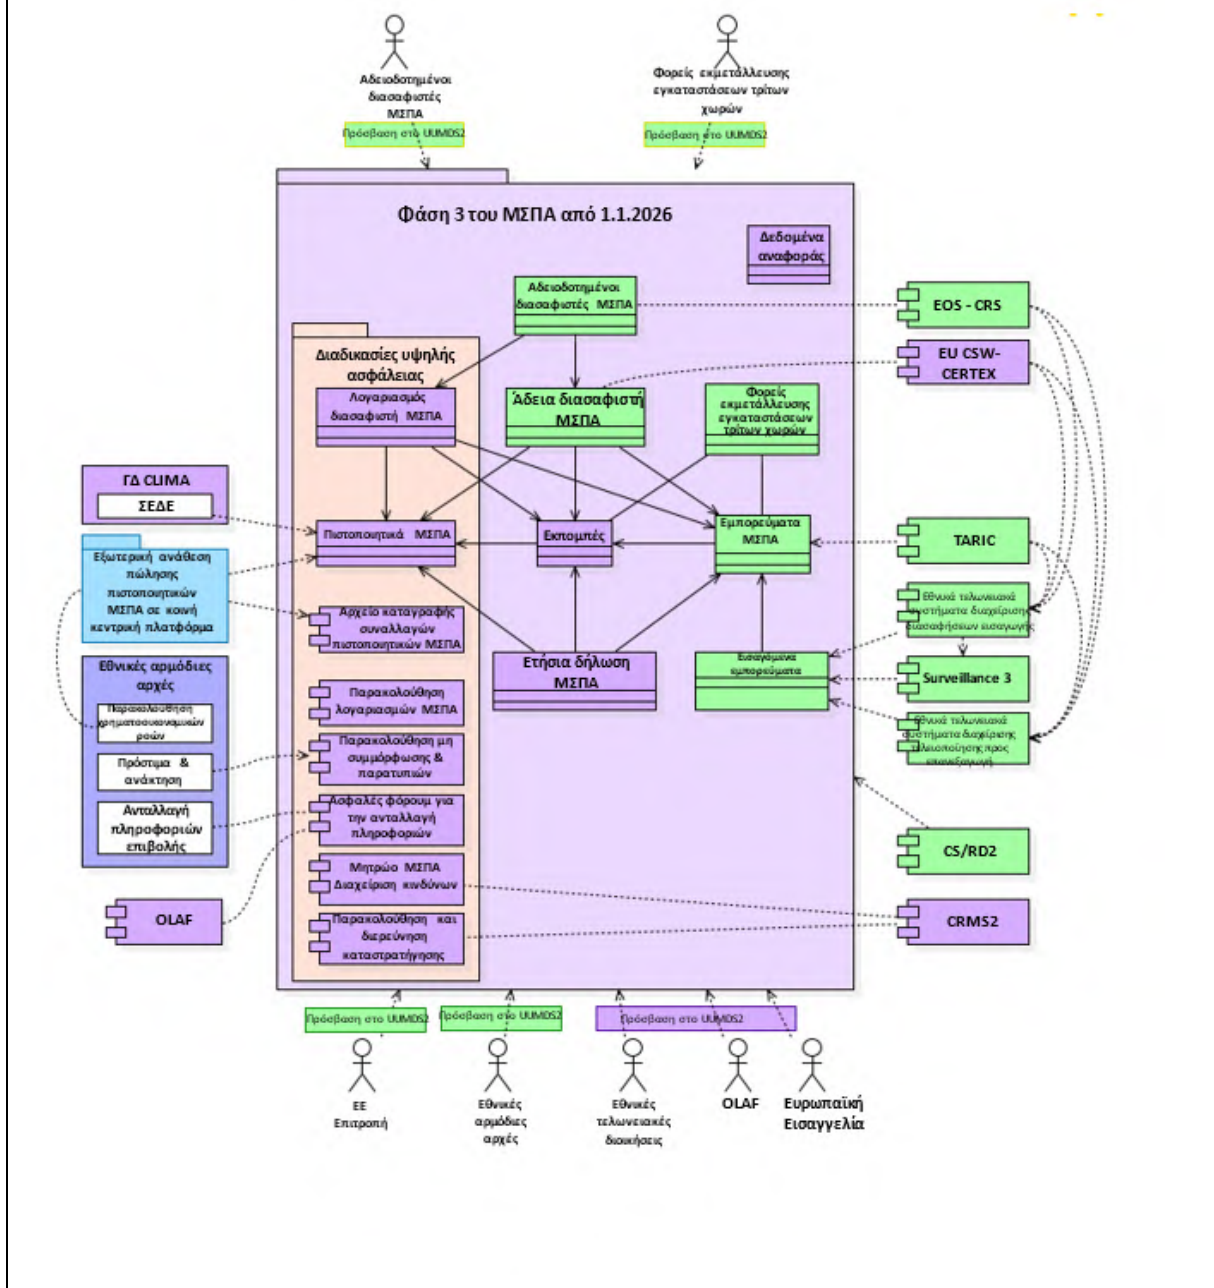 Αδειοδοτημένοι
διασαφιστές
ΜΣΠΑ
Πρόσβαση στο UUMDS2
Φορείς εκμετάλλευσης
εγκαταστάσεων τρίτων
χωρών
Πρόσβαση στο UUMDS2
Φάση 3 του ΜΣΠΑ από 1.1.2026
Δεδομένα
αναφοράς
Αδειοδοτημένοι
διασαφιστές ΜΣΠΑ
EOS - CRS
EU CSW-
CERTEX
Διαδικασίες υψηλής
ασφάλειας
Λογαριασμός
διασαφιστή ΜΣΠΑ
Άδεια διασαφιστή
ΜΣΠΑ
Φορείς
εκμετάλλευσης
εγκαταστάσεων
τρίτων χωρών
ΓΔ CLIMA
ΣΕΔΕ
Πιστοποιητικά ΜΣΠΑ
Εκπομπές
Εμπορεύματα
ΜΣΠΑ
TARIC
Εξωτερική ανάθεση
πώλησης
πιστοποιητικών
ΜΣΠΑ σε κοινή
κεντρική πλατφόρμα
Αρχείο καταγραφής
συναλλαγών
πιστοποιητικών ΜΣΠΑ
Εθνικά τελωνειακά
συστήματα διαχείρισης
διασαφήσεων εισαγωγής
Ετήσια δήλωση
ΜΣΠΑ
Εισαγόμενα
εμπορεύματα
Surveillance 3
Εθνικές αρμόδιες
αρχές
Παρακολούθηση
χρηματοοικονομικών
ροών
Πρόστιμα &
ανάκτηση
Ανταλλαγή
πληροφοριών
επιβολής
Παρακολούθηση
λογαριασμών ΜΣΠΑ
Παρακολούθηση μη
συμμόρφωσης &
παρατυπιών
Ασφαλές φόρουμ για
την ανταλλαγή
πληροφοριών
Μητρώο ΜΣΠΑ
Διαχείριση κινδύνων
Παρακολούθηση και
διερεύνηση
καταστρατήγησης
Εθνικά τελωνειακά
συστήματα διαχείρισης
τελειοποίησης προς
επανεξαγωγή
CS/RD2
OLAF
CRMS2
Πρόσβαση στο UUMDS2
Πρόσβαση στο UUMDS2
Πρόσβαση στο UUMDS2
ΕΕ
Επιτροπή
Εθνικές
αρμόδιες
αρχές
Εθνικές
τελωνειακές
διοικήσεις
OLAF
Ευρωπαϊκή
Εισαγγελία